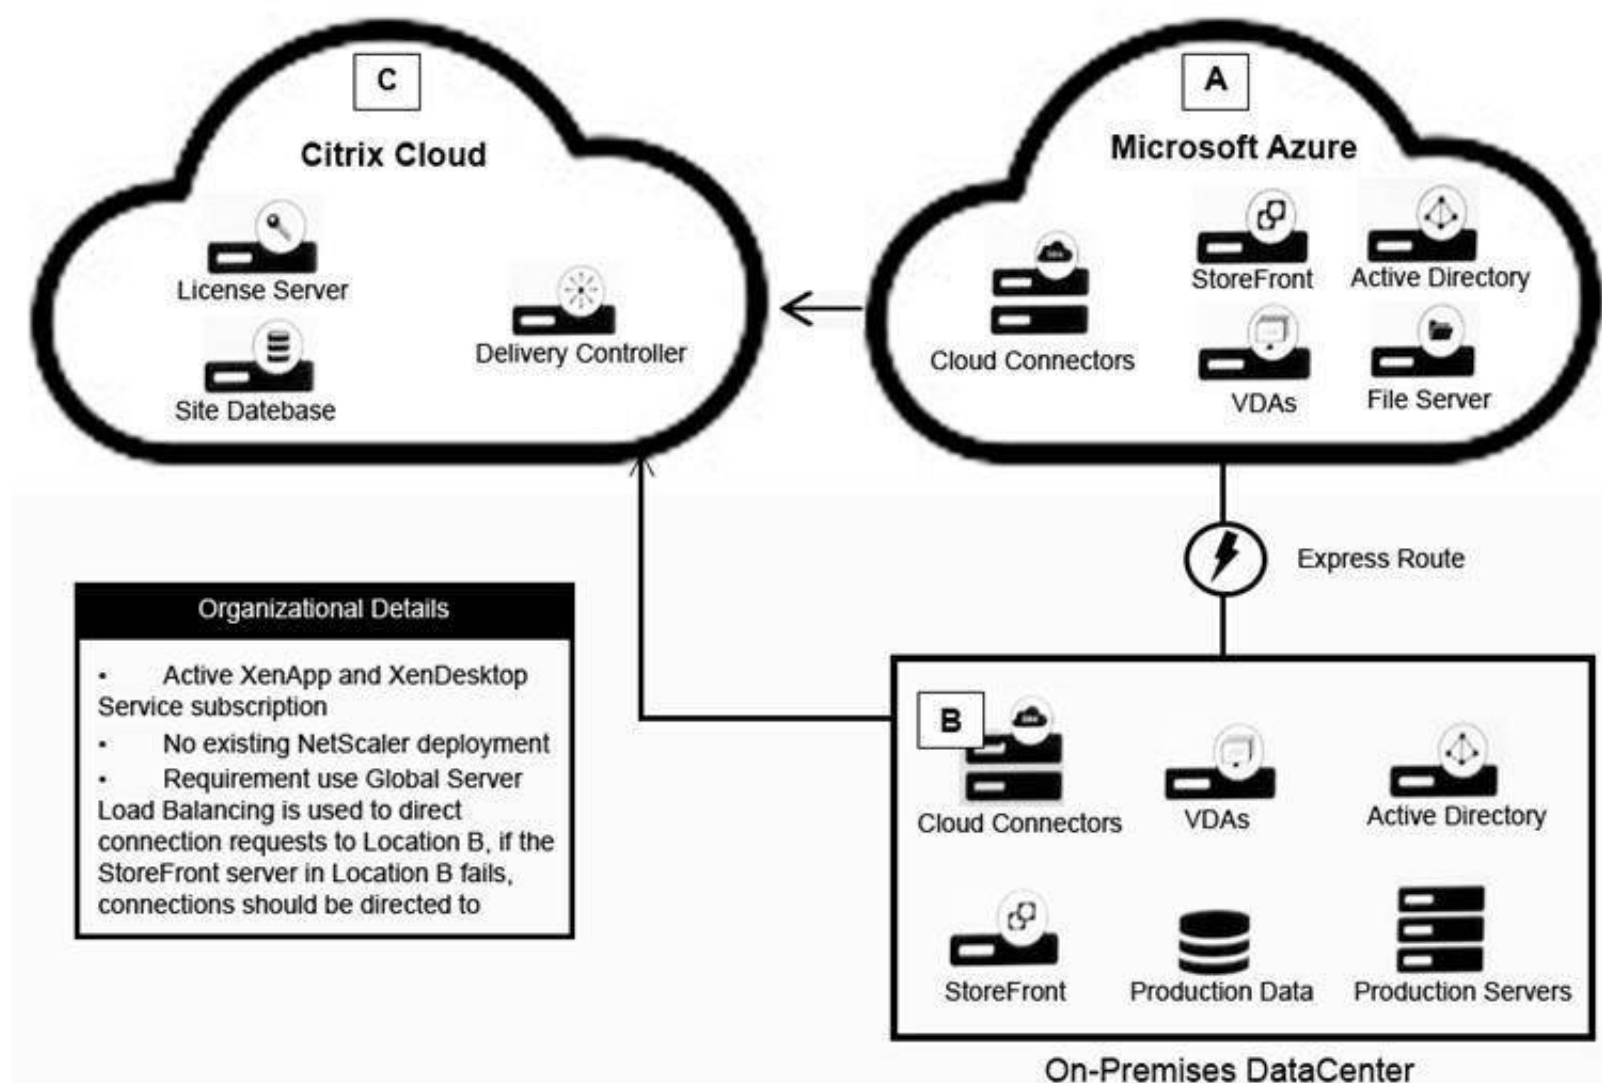 C
Citrix Cloud
License Server
Site Datebase
Delivery Controller
A
Microsoft Azure
Cloud Connectors
StoreFront
Active Directory
VDAs
File Server
Express Route
Organizational Details
• Active XenApp and XenDesktop
Service subscription
• No existing NetScaler deployment
• Requirement use Global Server
Load Balancing is used to direct
connection requests to Location B, if the
StoreFront server in Location B fails,
connections should be directed to
B
Cloud Connectors
VDAs
Active Directory
StoreFront
Production Data
Production Servers
On-Premises DataCenter